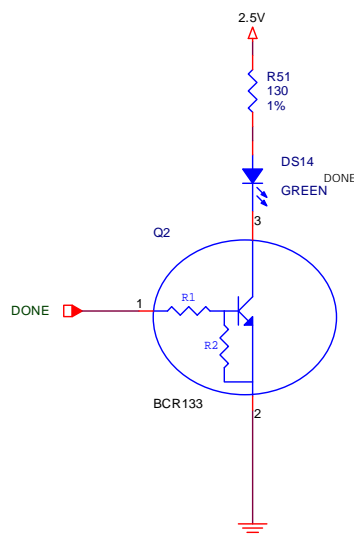 2.5V
R51
130
1%
DS14
DONE
GREEN
3
Q2
1
R1
DONE
R2
BCR133
2